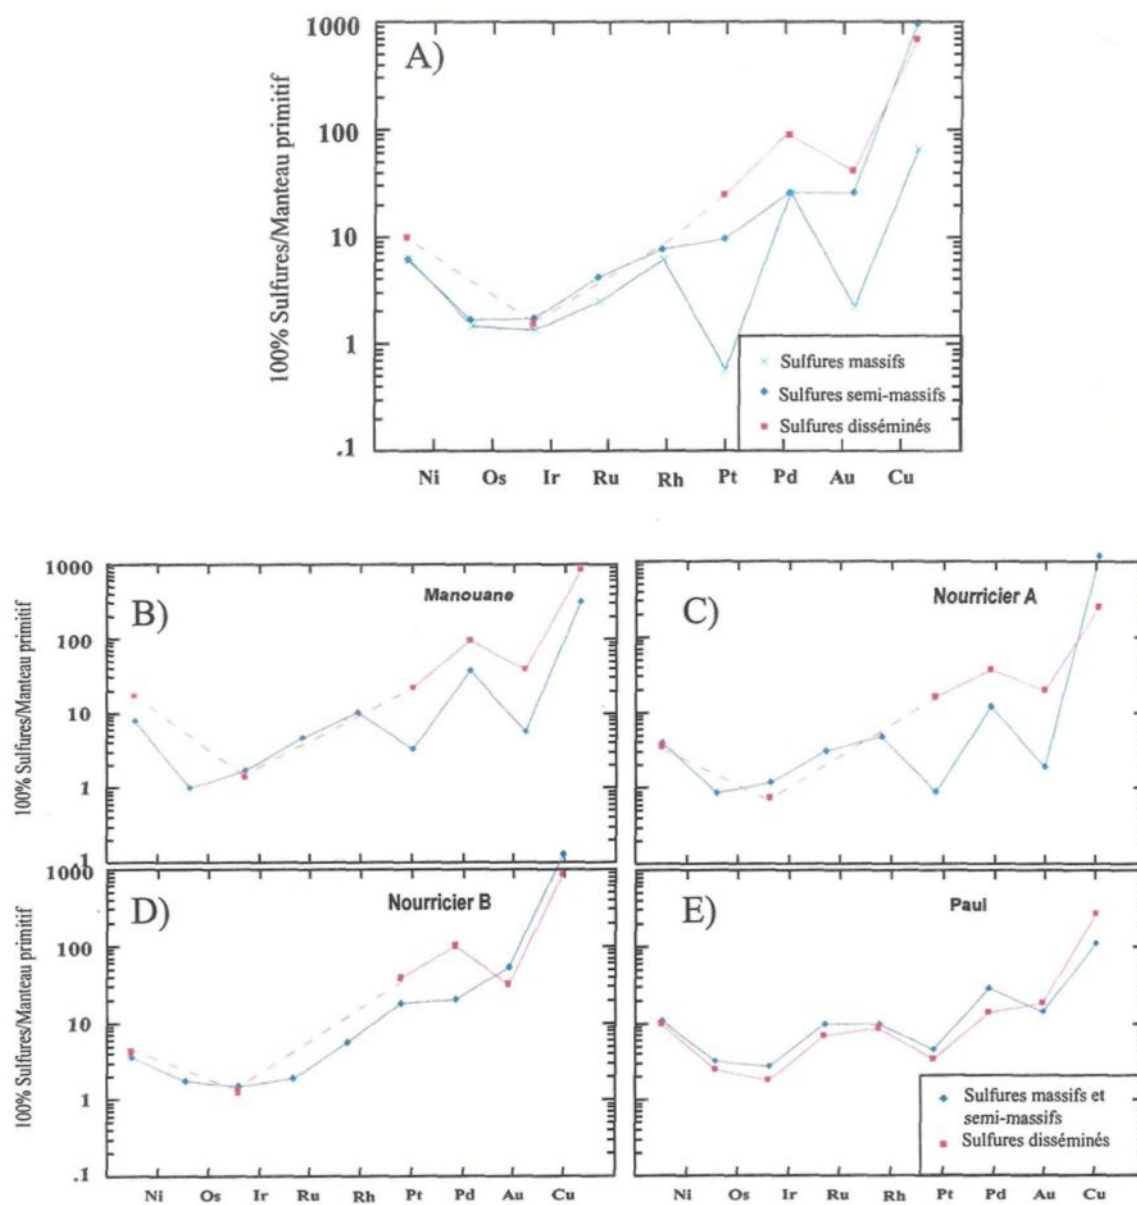 A)
1000
100
10
1
.1
100% Sulfures/Manteau primitif
Sulfures massifs
Sulfures semi-massifs
Sulfures disséminés
Ni Os Ir Ru Rh Pt Pd Au Cu
B)
Manouane
1000
100
10
1
.1
100% Sulfures/Manteau primitif
C)
Nourricier A
D)
Nourricier B
1000
100
10
1
.1
100% Sulfures/Manteau primitif
Ni Os Ir Ru Rh Pt Pd Au Cu
E)
Paul
Sulfures massifs et
semi-massifs
Sulfures disséminés
Ni Os Ir Ru Rh Pt Pd Au Cu